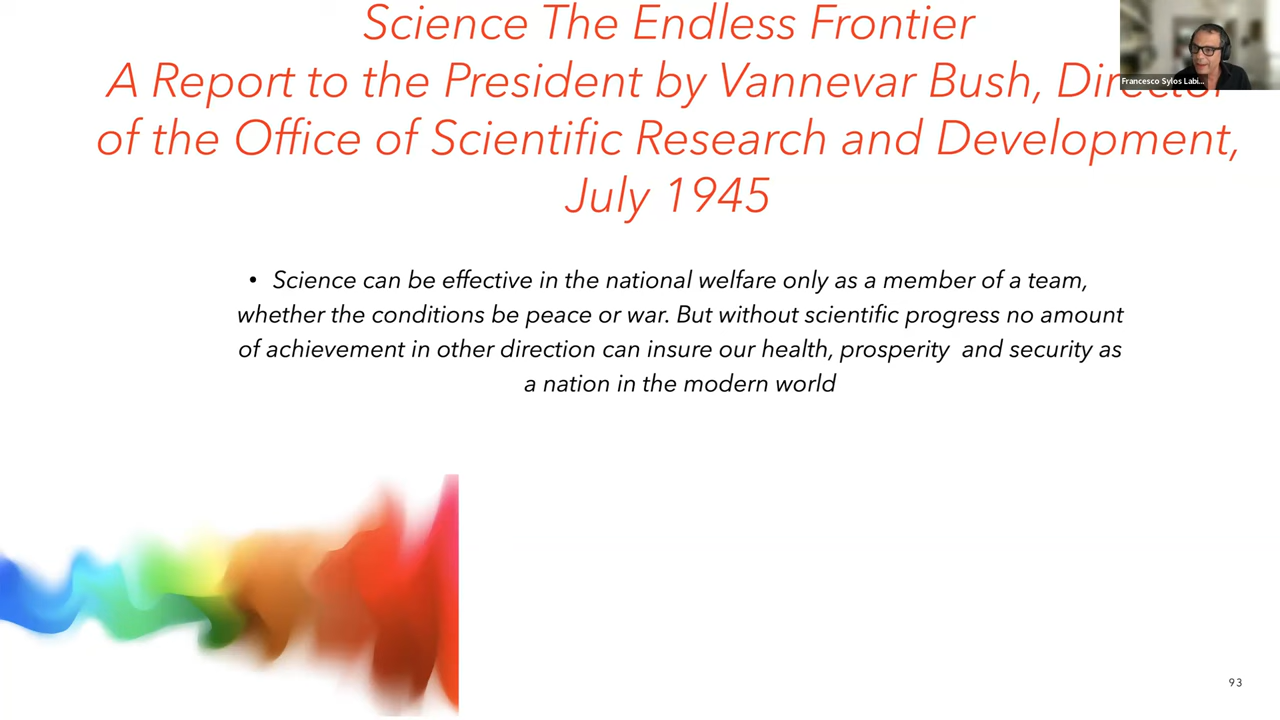 Science The Endless Frontier
A Report to the President by Vannevar Bush, Director
of the Office of Scientific Research and Development,
July 1945
Francesco Sylos Labi...
• Science can be effective in the national welfare only as a member of a team,
whether the conditions be peace or war. But without scientific progress no amount
of achievement in other direction can insure our health, prosperity and security as
a nation in the modern world
93